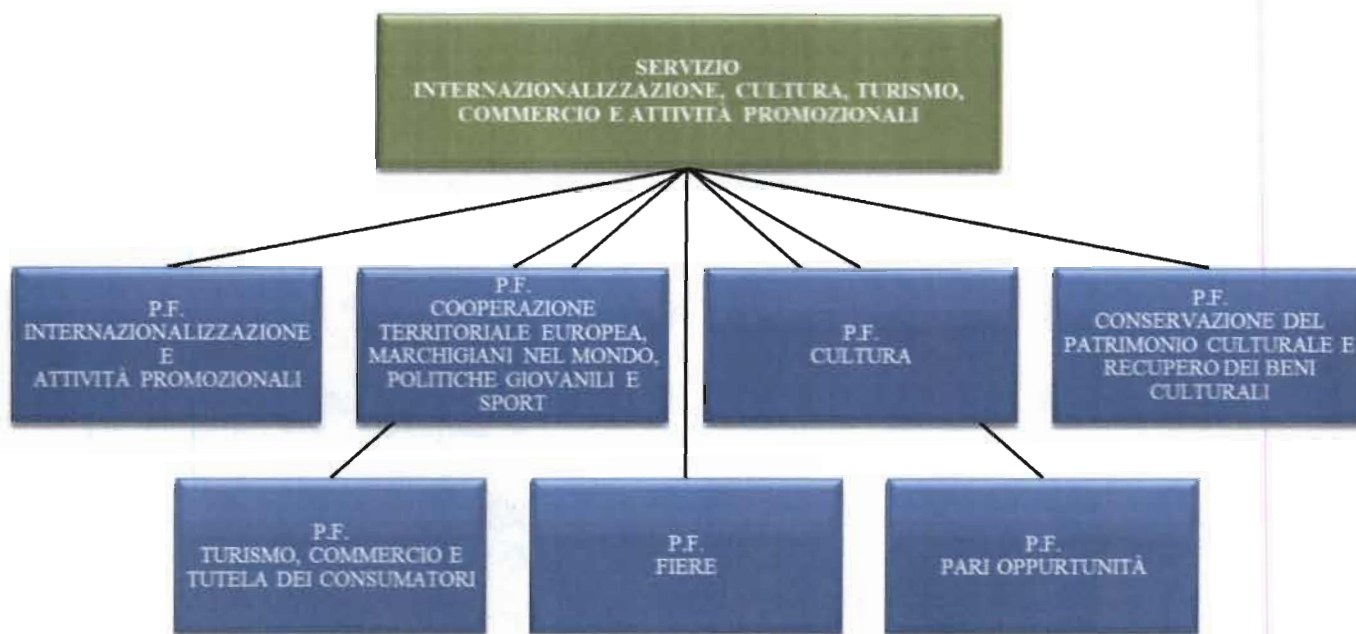 SERVIZIO
INTERNAZIONALIZZAZIONE, CULTURA, TURISMO,
COMMERCIO E ATTIVITÀ PROMOZIONALI
P.F.
INTERNAZIONALIZZAZIONE
E
ATTIVITÀ PROMOZIONALI
P.F.
COOPERAZIONE
TERRITORIALE EUROPEA,
MARCHIGIANI NEL MONDO,
POLITICHE GIOVANILI E
SPORT
P.F.
CULTURA
P.F.
CONSERVAZIONE DEL
PATRIMONIO CULTURALE E
RECUPERO DEI BENI
CULTURALI
P.F.
TURISMO, COMMERCIO E
TUTELA DEI CONSUMATORI
P.F.
FIERE
P.F.
PARI OPPURTUNITÀ